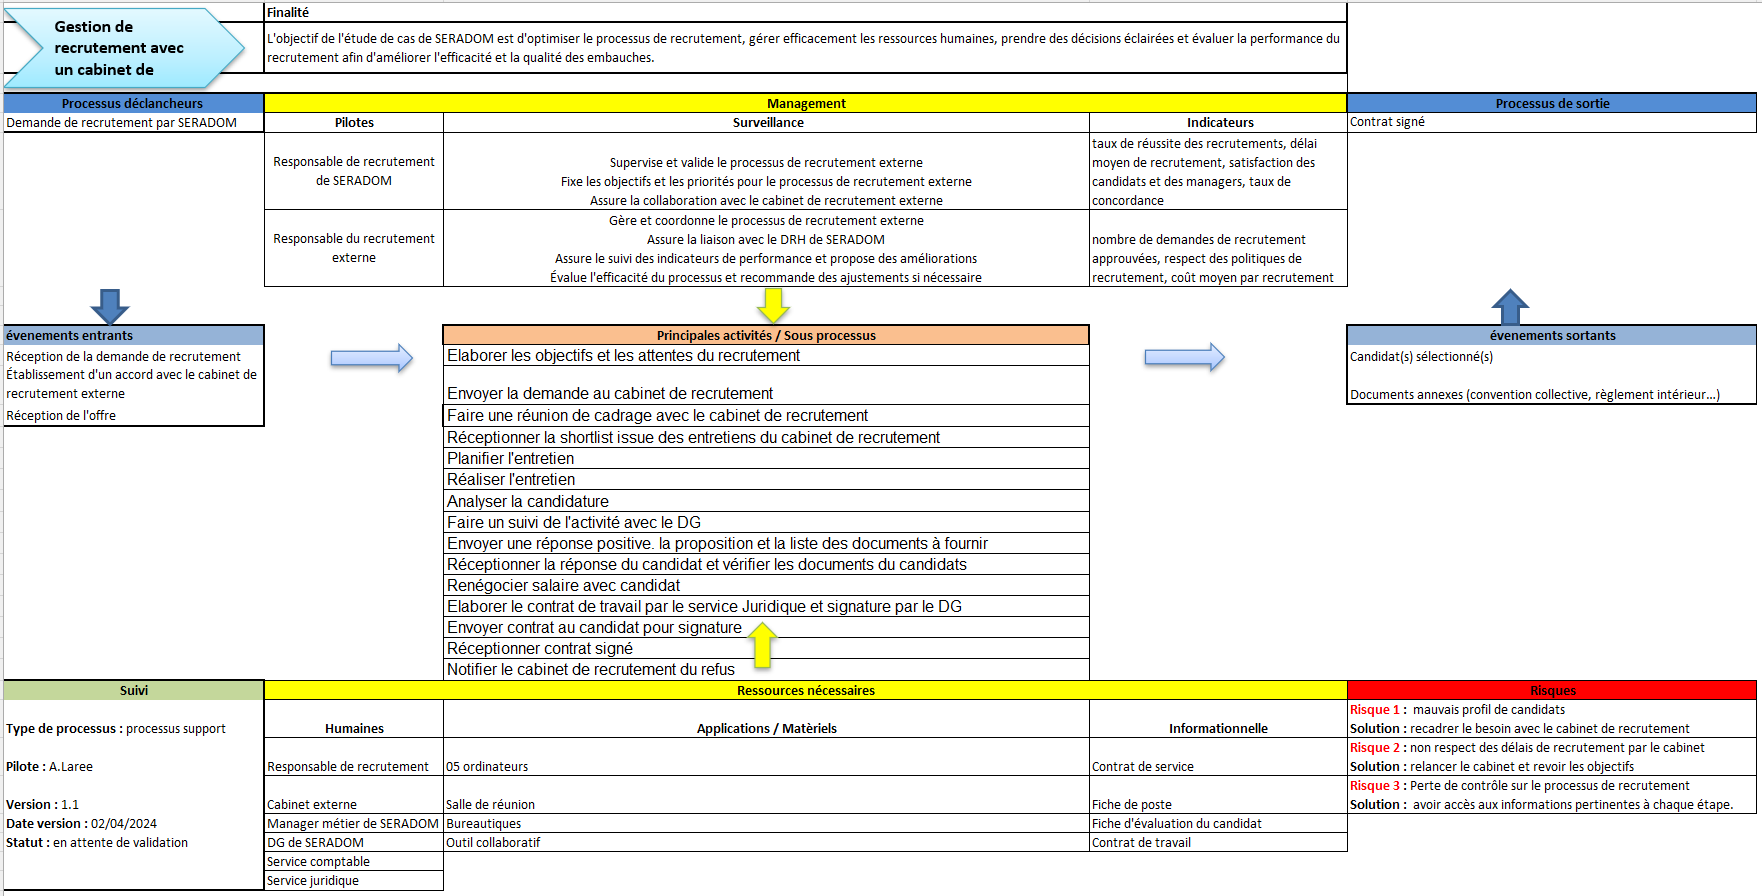 Gestion de
recrutement avec
un cabinet de
Finalité
L'objectif de l'étude de cas de SERADOM est d'optimiser le processus de recrutement, gérer efficacement les ressources humaines, prendre des décisions éclairées et évaluer la performance du
recrutement afin d'améliorer l'efficacité et la qualité des embauches.
Processus déclancheurs
Demande de recrutement par SERADOM
Management
Pilotes
Surveillance
Indicateurs
Responsable de recrutement
de SERADOM
Supervise et valide le processus de recrutement externe
Fixe les objectifs et les priorités pour le processus de recrutement externe
Assure la collaboration avec le cabinet de recrutement externe
taux de réussite des recrutements, délai
moyen de recrutement, satisfaction des
candidats et des managers, taux de
concordance
Responsable du recrutement
externe
Gère et coordonne le processus de recrutement externe
Assure la liaison avec le DRH de SERADOM
Assure le suivi des indicateurs de performance et propose des améliorations
Évalue l'efficacité du processus et recommande des ajustements si nécessaire
nombre de demandes de recrutement
approuvées, respect des politiques de
recrutement, coût moyen par recrutement
Processus de sortie
Contrat signé
évenements entrants
Réception de la demande de recrutement
Établissement d'un accord avec le cabinet de
recrutement externe
Réception de l'offre
Principales activités / Sous processus
Elaborer les objectifs et les attentes du recrutement
Envoyer la demande au cabinet de recrutement
Faire une réunion de cadrage avec le cabinet de recrutement
Réceptionner la shortlist issue des entretiens du cabinet de recrutement
Planifier l'entretien
Réaliser l'entretien
Analyser la candidature
Faire un suivi de l'activité avec le DG
Envoyer une réponse positive. la proposition et la liste des documents à fournir
Réceptionner la réponse du candidat et vérifier les documents du candidats
Renégocier salaire avec candidat
Elaborer le contrat de travail par le service Juridique et signature par le DG
Envoyer contrat au candidat pour signature
Réceptionner contrat signé
Notifier le cabinet de recrutement du refus
évenements sortants
Candidat(s) sélectionné(s)
Documents annexes (convention collective, règlement intérieur...)
Suivi
Type de processus : processus support
Pilote : A.Laree
Version : 1.1
Date version : 02/04/2024
Statut : en attente de validation
Ressources nécessaires
Humaines
Applications / Matèriels
Informationnelle
Responsable de recrutement
05 ordinateurs
Contrat de service
Cabinet externe
Salle de réunion
Fiche de poste
Manager métier de SERADOM
Bureautiques
Fiche d'évaluation du candidat
DG de SERADOM
Outil collaboratif
Contrat de travail
Service comptable
Service juridique
Risques
Risque 1 : mauvais profil de candidats
Solution : recadrer le besoin avec le cabinet de recrutement
Risque 2 : non respect des délais de recrutement par le cabinet
Solution : relancer le cabinet et revoir les objectifs
Risque 3 : Perte de contrôle sur le processus de recrutement
Solution : avoir accès aux informations pertinentes à chaque étape.